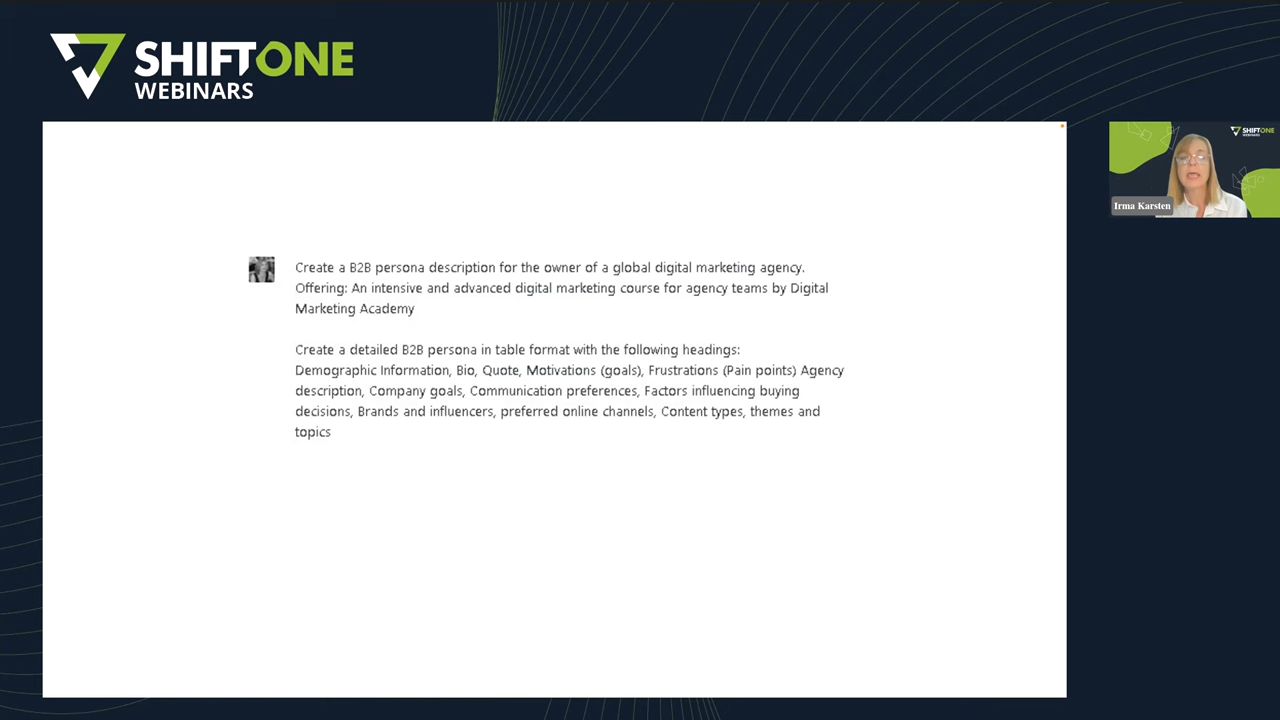 SHIFTONE
WEBINARS
SHIFTONE
WEBINARS
Irma Karsten
Create a B2B persona description for the owner of a global digital marketing agency.
Offering: An intensive and advanced digital marketing course for agency teams by Digital
Marketing Academy
Create a detailed B2B persona in table format with the following headings:
Demographic Information, Bio, Quote, Motivations (goals), Frustrations (Pain points) Agency
description, Company goals, Communication preferences, Factors influencing buying
decisions, Brands and influencers, preferred online channels, Content types, themes and
topics